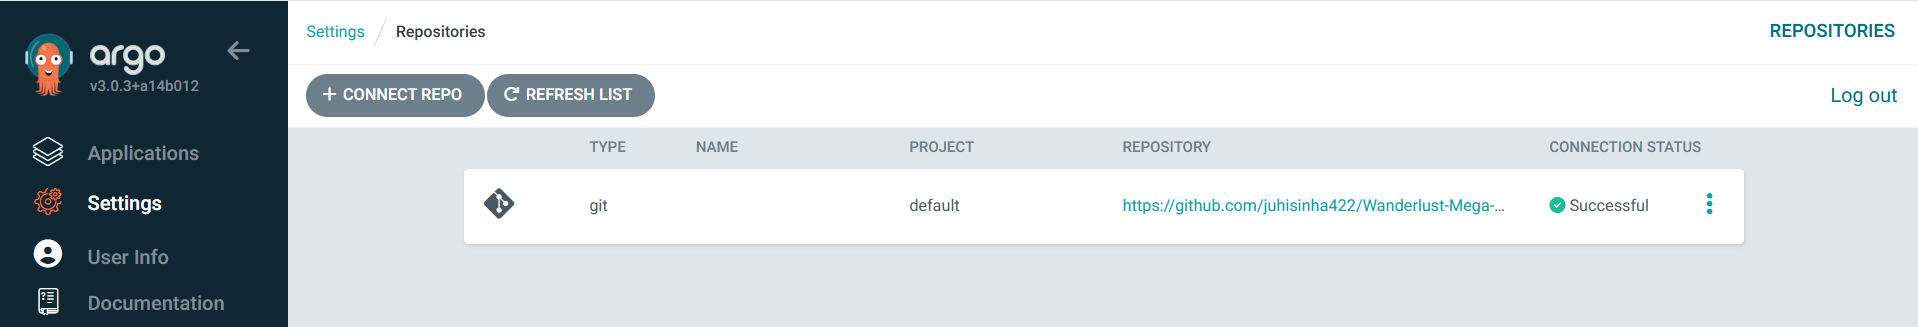 argo
v3.0.3+a14b012
Applications
Settings
User Info
Documentation
Settings / Repositories
REPOSITORIES
+ CONNECT REPO
REFRESH LIST
Log out
TYPE NAME PROJECT REPOSITORY CONNECTION STATUS
git default https://github.com/juhisinha422/Wanderlust-Mega-... Successful